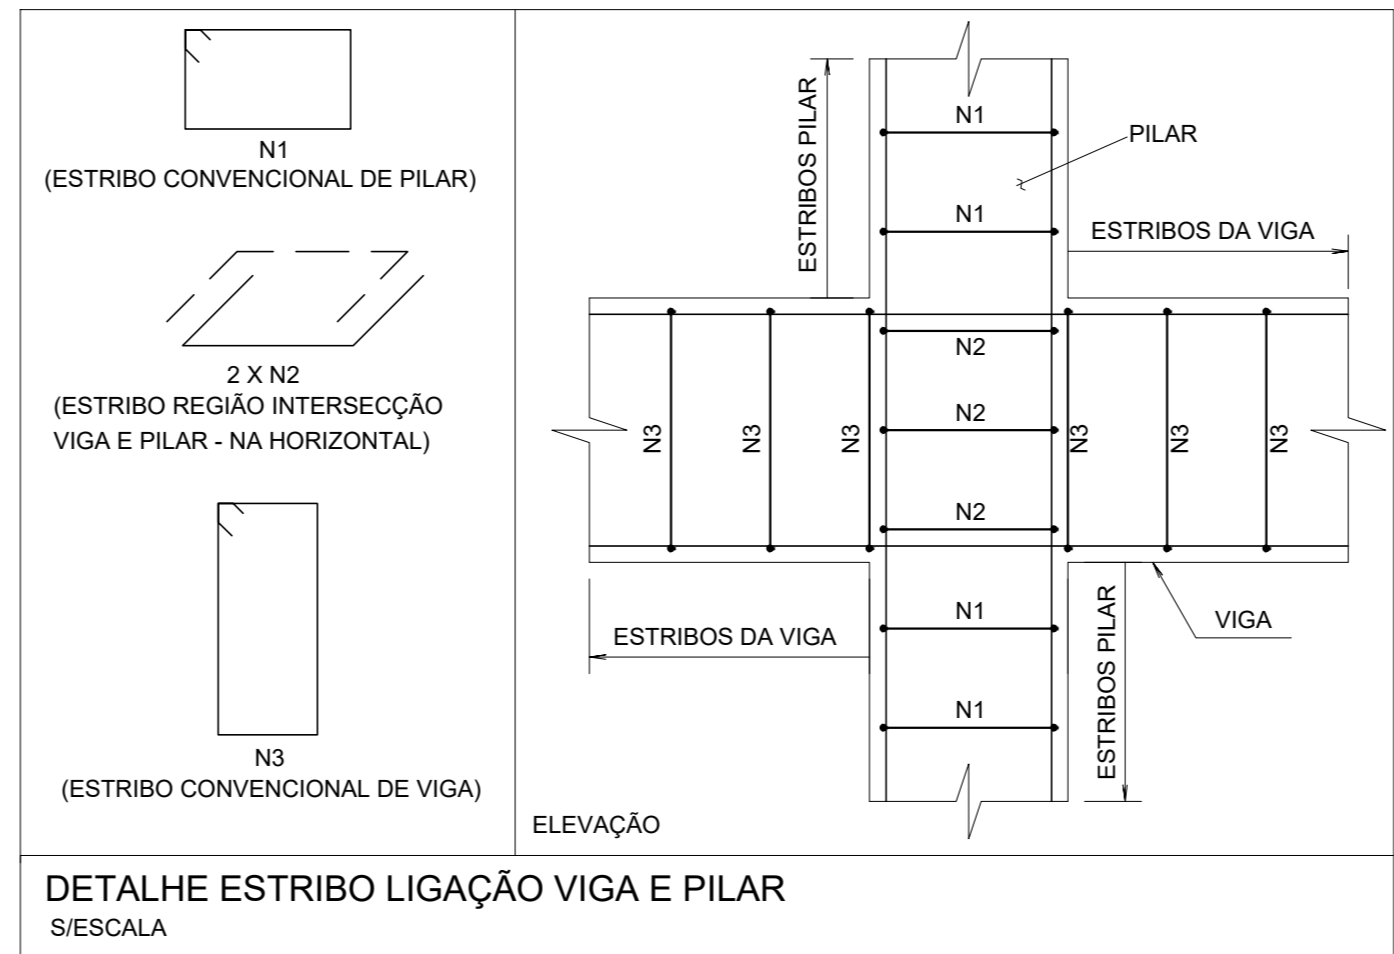 N1
(ESTRIBO CONVENCIONAL DE PILAR)
2 X N2
(ESTRIBO REGIÃO INTERSECÇÃO
VIGA E PILAR - NA HORIZONTAL)
N3
(ESTRIBO CONVENCIONAL DE VIGA)
ESTRIBOS PILAR
N1
PILAR
N1
ESTRIBOS DA VIGA
N2
N2
N3
N3
N3
N3
N3
N3
N2
N1
ESTRIBOS DA VIGA
ESTRIBOS PILAR
VIGA
N1
ELEVAÇÃO
DETALHE ESTRIBO LIGAÇÃO VIGA E PILAR
S/ESCALA